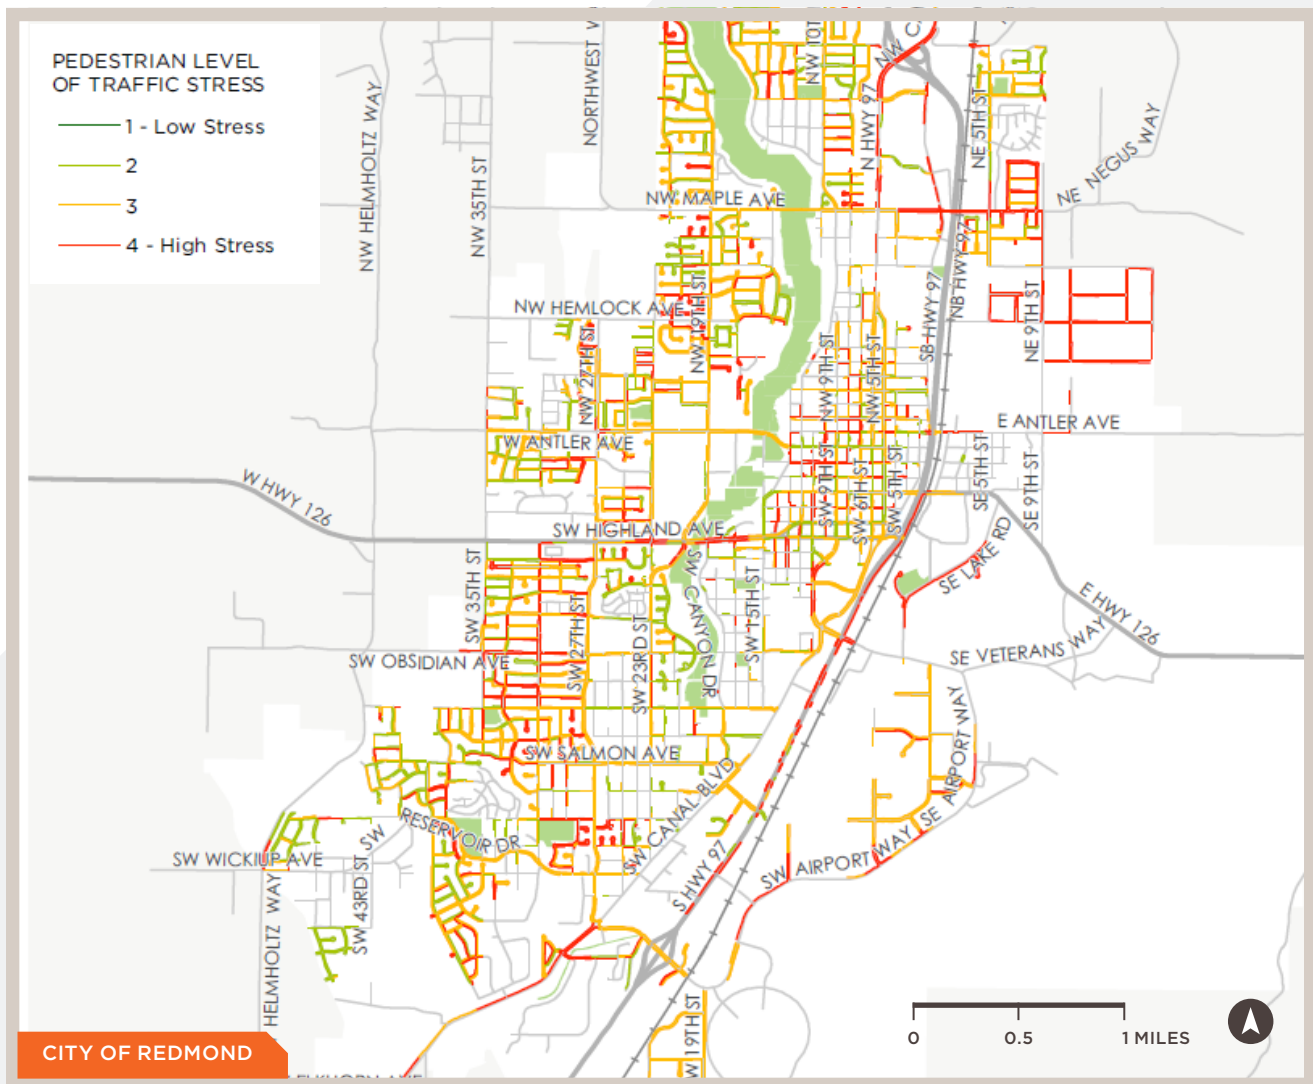 PEDESTRIAN LEVEL
OF TRAFFIC STRESS
1 - Low Stress
2
3
4 - High Stress
NW HELMHOLTZ WAY
NW 35TH ST
NORTHWEST
NW 10T
NW
N HWY 97
NE 5TH ST
NE NEGUS WAY
NW MAPLE AVE
NB HWY 97
SB HWY 97
NE 9TH ST
NW HEMLOCK AVE
NW 19TH ST
NW 27TH ST
NW 9TH ST
NW 5TH ST
E ANTLER AVE
W ANTLER AVE
W HWY 126
SW 9TH ST
SW 6TH ST
SW 5TH ST
SE 5TH ST
SE 9TH ST
SW HIGHLAND AVE
SE LAKE RD
SW 35TH ST
SW CANYON DR
SW 15TH ST
SW 27TH ST
SW 23RD ST
E HWY 126
SE VETERANS WAY
SW OBSIDIAN AVE
SE AIRPORT WAY
SW SALMON AVE
SW CANAL BLVD
SW
RESERVOIR DR
SW WICKIUP AVE
SW 43RD ST
SW AIRPORT WAY
S HWY 97
HELMHOLTZ WAY
W 19TH ST
0
0.5
1 MILES
CITY OF REDMOND